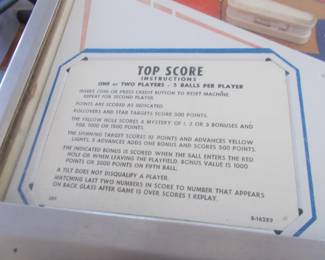 TOP SCORE
INSTRUCTIONS
ONE OR TWO PLAYERS - 5 BALLS PER PLAYER
INSERT COIN OR PRESS CREDIT BUTTON TO RESET MACHINE.
REPEAT FOR SECOND PLAYER.
POINTS ARE SCORED AS INDICATED.
ROLLOVERS AND STAR TARGETS SCORE 500 POINTS.
THE YELLOW HOLE SCORES A MYSTERY OF 1, 2 OR 3 BONUSES AND
500, 1000 OR 1500 POINTS.
THE SPINNING TARGET SCORES 10 POINTS AND ADVANCES YELLOW
LIGHTS; 5 ADVANCES ADDS ONE BONUS AND SCORES 500 POINTS.
THE INDICATED BONUS IS SCORED WHEN THE BALL ENTERS THE RED
HOLE OR WHEN LEAVING THE PLAYFIELD. BONUS VALUE IS 1000
POINTS OR 2000 POINTS ON FIFTH BALL.
A TILT DOES NOT DISQUALIFY A PLAYER.
MATCHING LAST TWO NUMBERS IN SCORE TO NUMBER THAT APPEARS
ON BACK GLASS AFTER GAME IS OVER SCORES 1 REPLAY.
B-16289